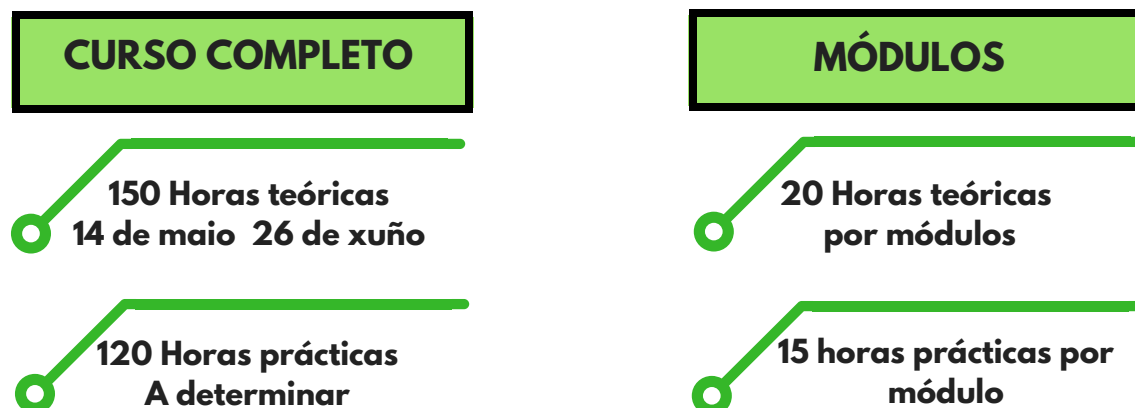 CURSO COMPLETO
150 Horas teóricas
14 de maio  26 de xuño
120 Horas prácticas
A determinar
MÓDULOS
20 Horas teóricas
por módulos
15 horas prácticas por
módulo